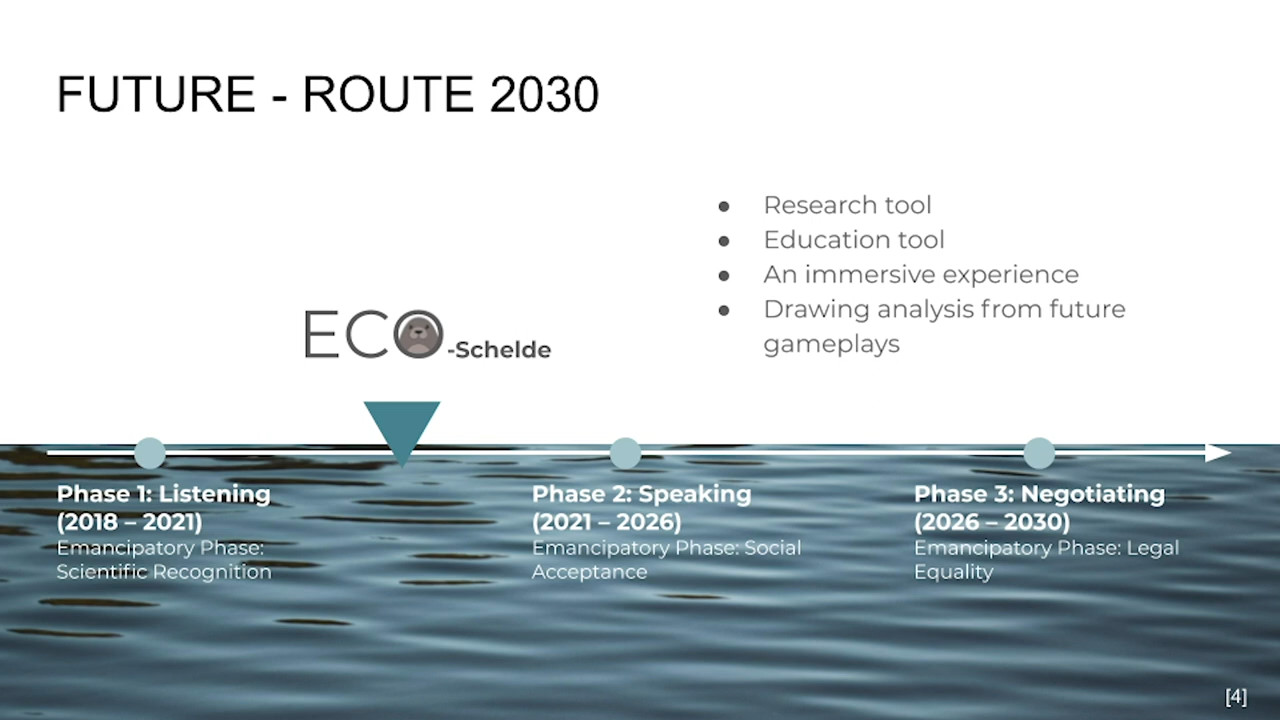 FUTURE - ROUTE 2030
● Research tool
● Education tool
● An immersive experience
● Drawing analysis from future
gameplays
ECO-Schelde
Phase 1: Listening
(2018 – 2021)
Emancipatory Phase:
Scientific Recognition
Phase 2: Speaking
(2021 – 2026)
Emancipatory Phase: Social
Acceptance
Phase 3: Negotiating
(2026 – 2030)
Emancipatory Phase: Legal
Equality
[4]